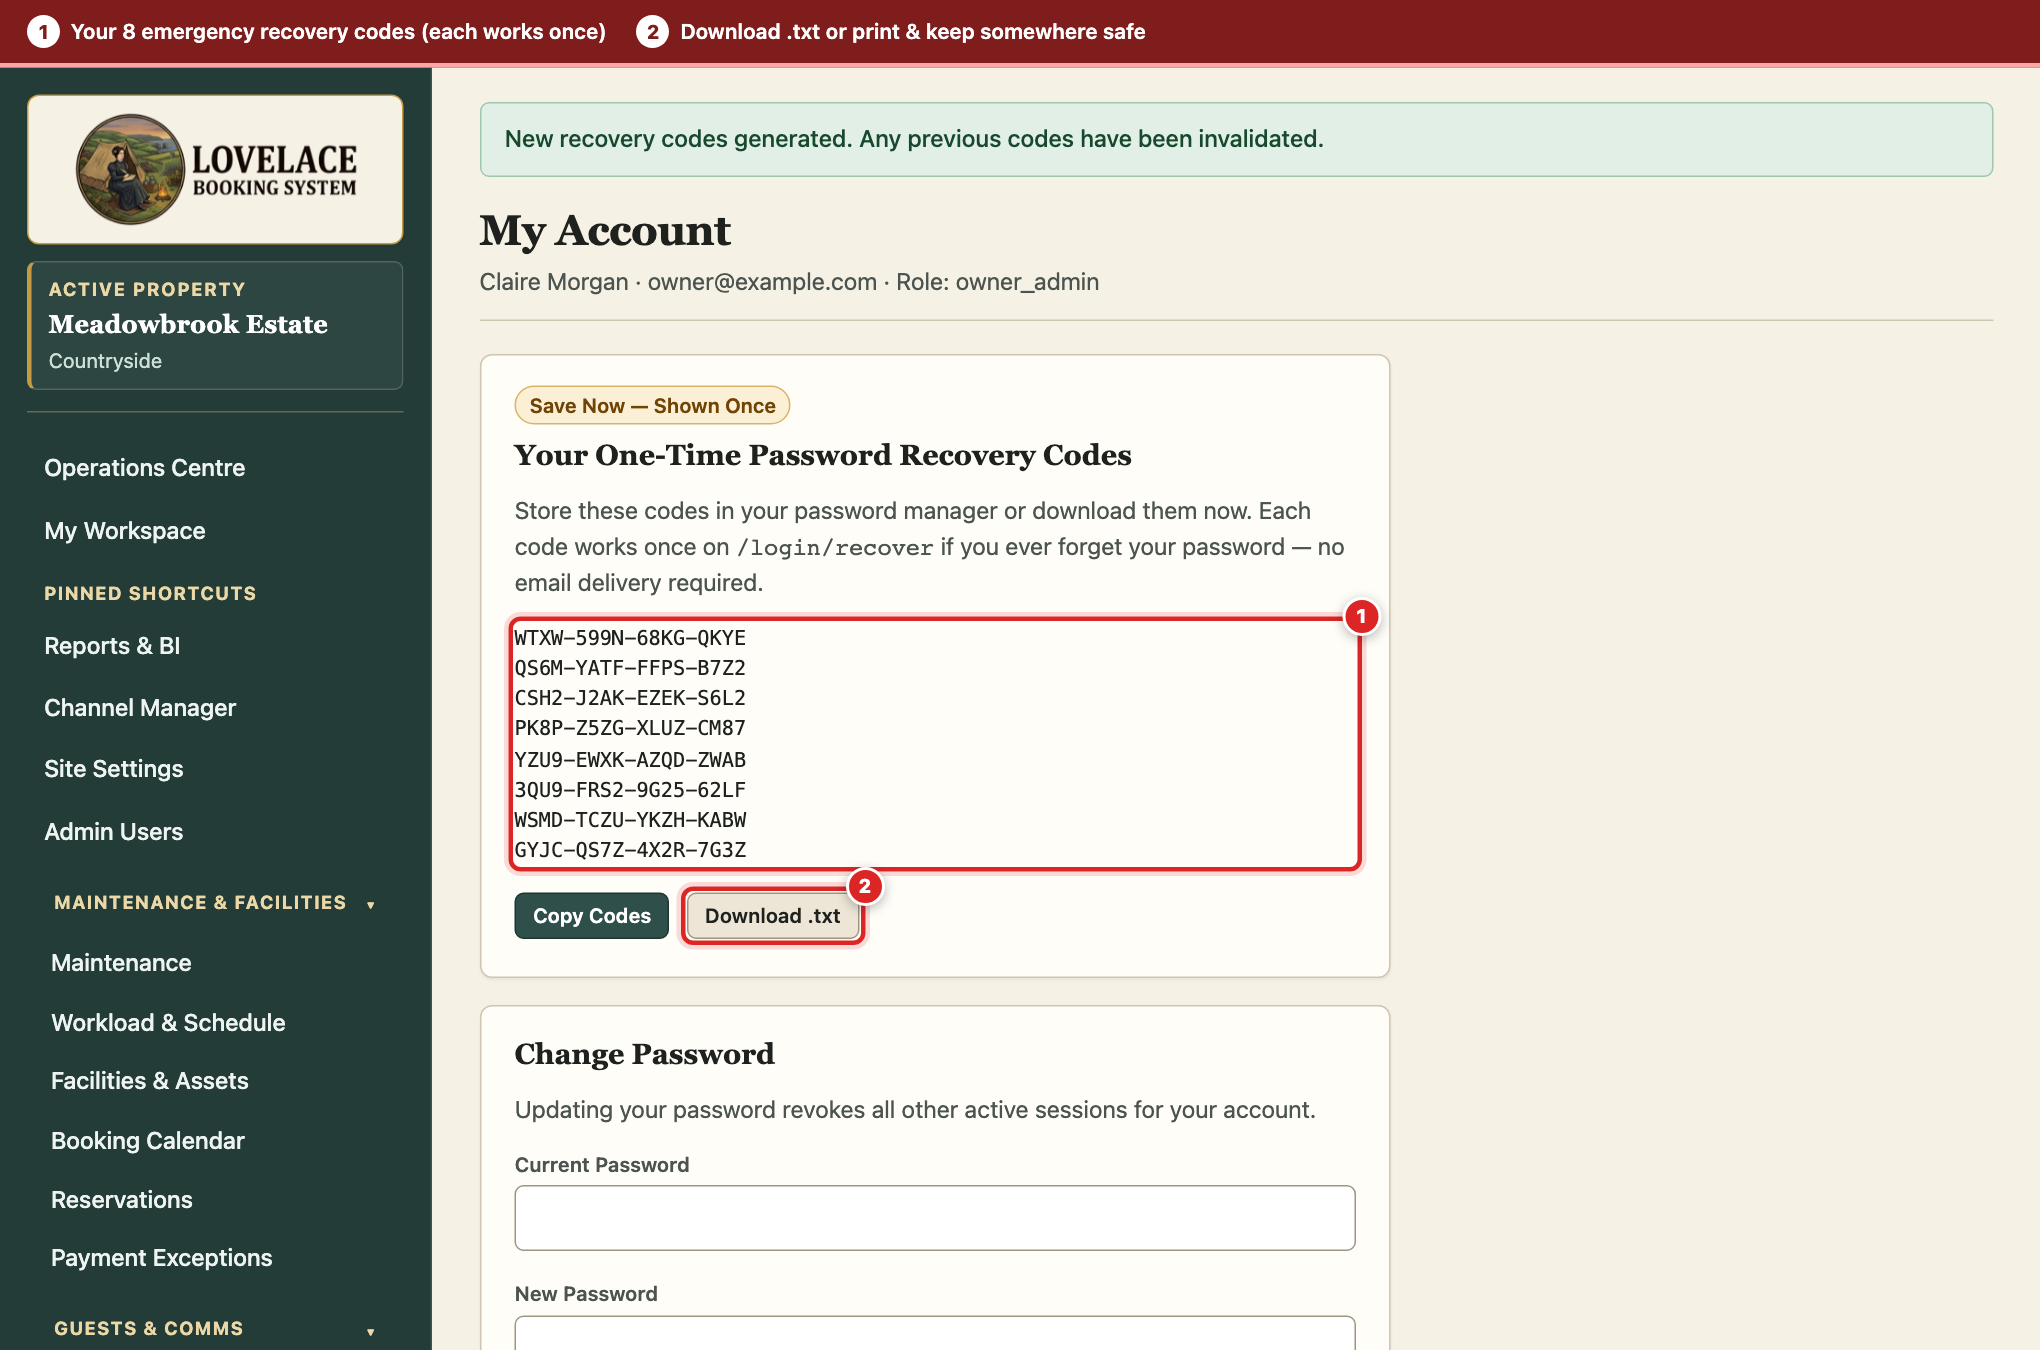 1 Your 8 emergency recovery codes (each works once) 2 Download .txt or print & keep somewhere safe
LOVELACE
BOOKING SYSTEM
ACTIVE PROPERTY
Meadowbrook Estate
Countryside
Operations Centre
My Workspace
PINNED SHORTCUTS
Reports & BI
Channel Manager
Site Settings
Admin Users
MAINTENANCE & FACILITIES ▾
Maintenance
Workload & Schedule
Facilities & Assets
Booking Calendar
Reservations
Payment Exceptions
GUESTS & COMMS ▾
New recovery codes generated. Any previous codes have been invalidated.
My Account
Claire Morgan · owner@example.com · Role: owner_admin
Save Now — Shown Once
Your One-Time Password Recovery Codes
Store these codes in your password manager or download them now. Each
code works once on /login/recover if you ever forget your password — no
email delivery required.
1
WTXW-599N-68KG-QKYE
QS6M-YATF-FFPS-B7Z2
CSH2-J2AK-EZEK-S6L2
PK8P-Z5ZG-XLUZ-CM87
YZU9-EWXK-AZQD-ZWAB
3QU9-FRS2-9G25-62LF
WSMD-TCZU-YKZH-KABW
GYJC-QS7Z-4X2R-7G3Z
2
Copy Codes Download .txt
Change Password
Updating your password revokes all other active sessions for your account.
Current Password
New Password